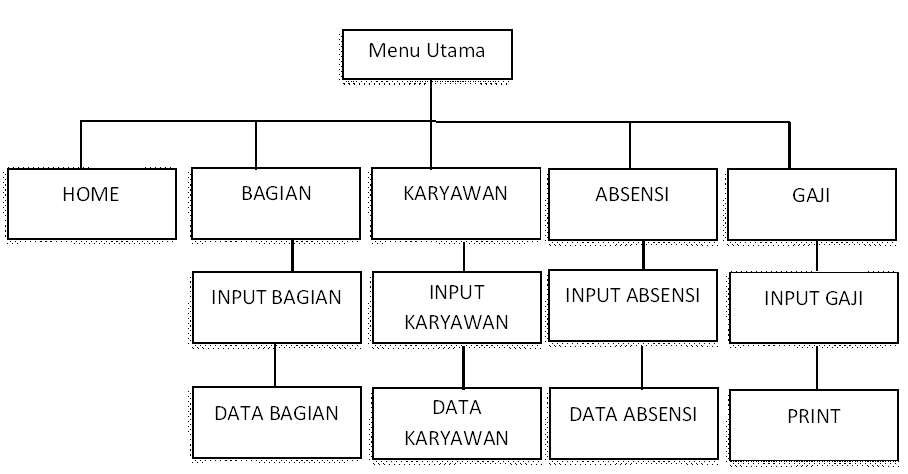 Menu Utama
HOME
BAGIAN
KARYAWAN
ABSENSI
GAJI
INPUT BAGIAN
INPUT
KARYAWAN
INPUT ABSENSI
INPUT GAJI
DATA BAGIAN
DATA
KARYAWAN
DATA ABSENSI
PRINT